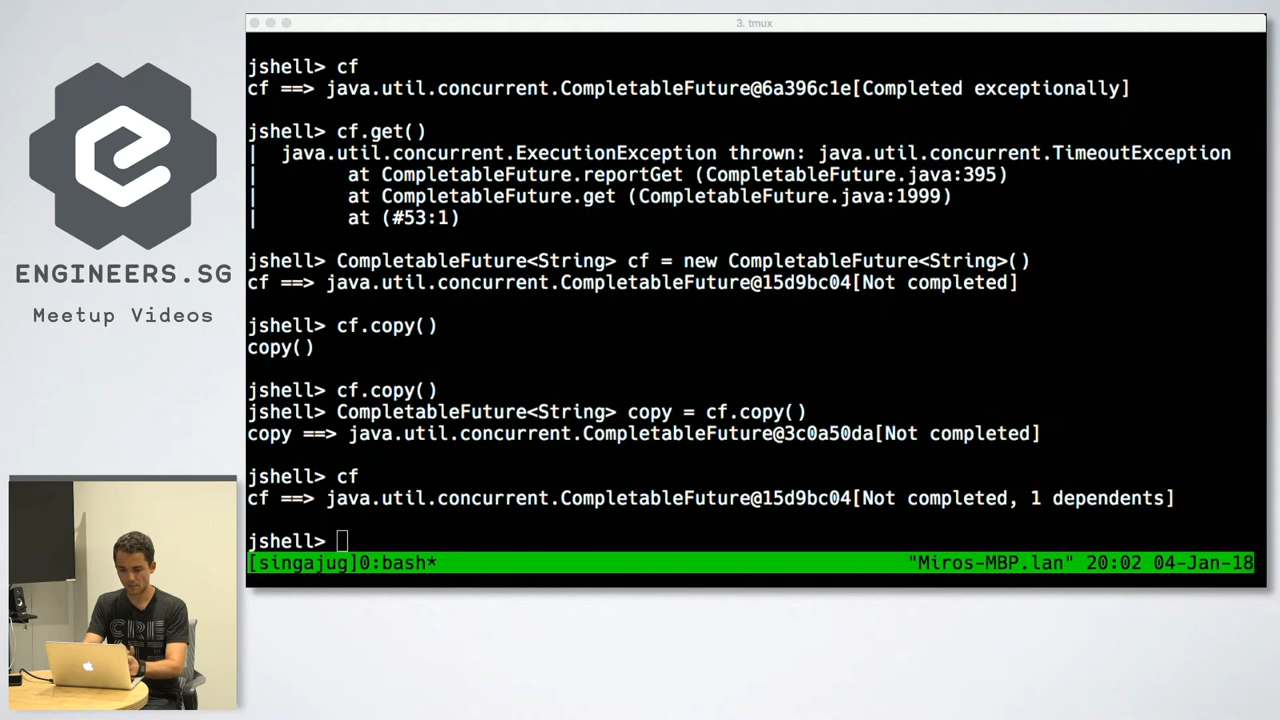 3. tmux
jshell> cf
cf ==> java.util.concurrent.CompletableFuture@6a396c1e[Completed exceptionally]
jshell> cf.get()
|  java.util.concurrent.ExecutionException thrown: java.util.concurrent.TimeoutException
|        at CompletableFuture.reportGet (CompletableFuture.java:395)
|        at CompletableFuture.get (CompletableFuture.java:1999)
|        at (#53:1)
jshell> CompletableFuture<String> cf = new CompletableFuture<String>()
cf ==> java.util.concurrent.CompletableFuture@15d9bc04[Not completed]
jshell> cf.copy()
copy()
jshell> cf.copy()
jshell> CompletableFuture<String> copy = cf.copy()
copy ==> java.util.concurrent.CompletableFuture@3c0a50da[Not completed]
jshell> cf
cf ==> java.util.concurrent.CompletableFuture@15d9bc04[Not completed, 1 dependents]
jshell>
[singajug]0:bash* "Miros-MBP.lan" 20:02 04-Jan-18
ENGINEERS.SG
Meetup Videos